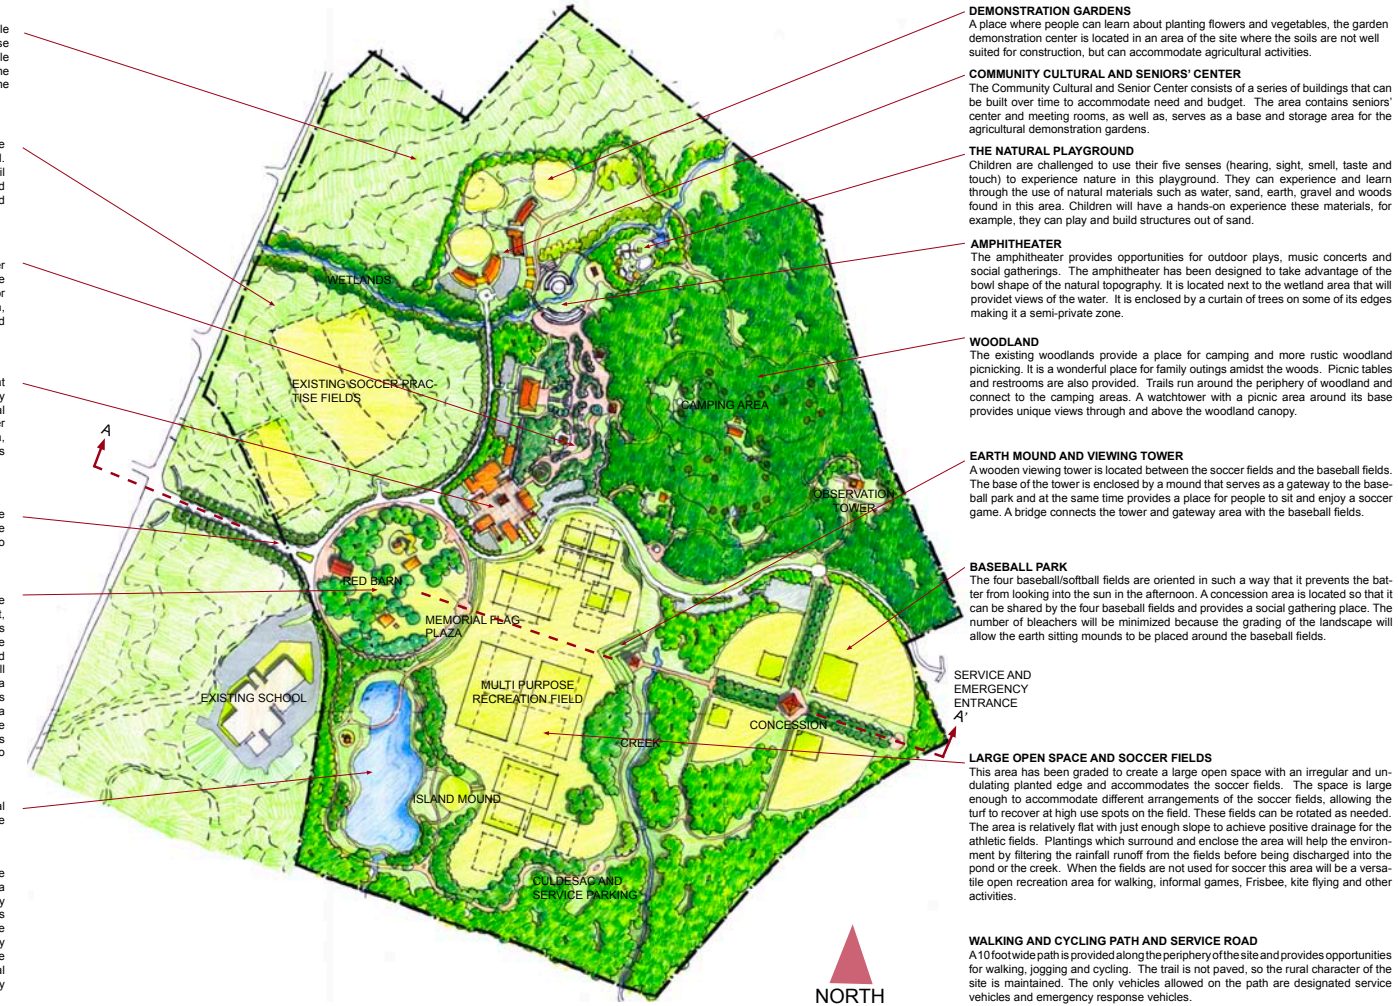 le
se
le
ne
he
e
l.
il
d
d
er
e
or
n,
d
nt
y
al
er
n,
s
e
e
o
e
t,
s
e
d
ll
a
s
a
e
s
o
al
e
e
a
y
s
e
y
e
al
y
WETLANDS
EXISTING SOCCER PRAC-
TISE FIELDS
CAMPING AREA
OBSERVATION
TOWER
A
RED BARN
MEMORIAL FLAG
PLAZA
EXISTING SCHOOL
MULTI PURPOSE
RECREATION FIELD
CREEK
CONCESSION
ISLAND MOUND
CULDESAC AND
SERVICE PARKING
SERVICE AND
EMERGENCY
ENTRANCE
A'
NORTH
DEMONSTRATION GARDENS
A place where people can learn about planting flowers and vegetables, the garden
demonstration center is located in an area of the site where the soils are not well
suited for construction, but can accommodate agricultural activities.
COMMUNITY CULTURAL AND SENIORS' CENTER
The Community Cultural and Senior Center consists of a series of buildings that can
be built over time to accommodate need and budget. The area contains seniors'
center and meeting rooms, as well as, serves as a base and storage area for the
agricultural demonstration gardens.
THE NATURAL PLAYGROUND
Children are challenged to use their five senses (hearing, sight, smell, taste and
touch) to experience nature in this playground. They can experience and learn
through the use of natural materials such as water, sand, earth, gravel and woods
found in this area. Children will have a hands-on experience these materials, for
example, they can play and build structures out of sand.
AMPHITHEATER
The amphitheater provides opportunities for outdoor plays, music concerts and
social gatherings. The amphitheater has been designed to take advantage of the
bowl shape of the natural topography. It is located next to the wetland area that will
providet views of the water. It is enclosed by a curtain of trees on some of its edges
making it a semi-private zone.
WOODLAND
The existing woodlands provide a place for camping and more rustic woodland
picnicking. It is a wonderful place for family outings amidst the woods. Picnic tables
and restrooms are also provided. Trails run around the periphery of woodland and
connect to the camping areas. A watchtower with a picnic area around its base
provides unique views through and above the woodland canopy.
EARTH MOUND AND VIEWING TOWER
A wooden viewing tower is located between the soccer fields and the baseball fields.
The base of the tower is enclosed by a mound that serves as a gateway to the base-
ball park and at the same time provides a place for people to sit and enjoy a soccer
game. A bridge connects the tower and gateway area with the baseball fields.
BASEBALL PARK
The four baseball/softball fields are oriented in such a way that it prevents the bat-
ter from looking into the sun in the afternoon. A concession area is located so that it
can be shared by the four baseball fields and provides a social gathering place. The
number of bleachers will be minimized because the grading of the landscape will
allow the earth sitting mounds to be placed around the baseball fields.
LARGE OPEN SPACE AND SOCCER FIELDS
This area has been graded to create a large open space with an irregular and un-
dulating planted edge and accommodates the soccer fields. The space is large
enough to accommodate different arrangements of the soccer fields, allowing the
turf to recover at high use spots on the field. These fields can be rotated as needed.
The area is relatively flat with just enough slope to achieve positive drainage for the
athletic fields. Plantings which surround and enclose the area will help the environ-
ment by filtering the rainfall runoff from the fields before being discharged into the
pond or the creek. When the fields are not used for soccer this area will be a versa-
tile open recreation area for walking, informal games, Frisbee, kite flying and other
activities.
WALKING AND CYCLING PATH AND SERVICE ROAD
A 10 foot wide path is provided along the periphery of the site and provides opportunities
for walking, jogging and cycling. The trail is not paved, so the rural character of the
site is maintained. The only vehicles allowed on the path are designated service
vehicles and emergency response vehicles.